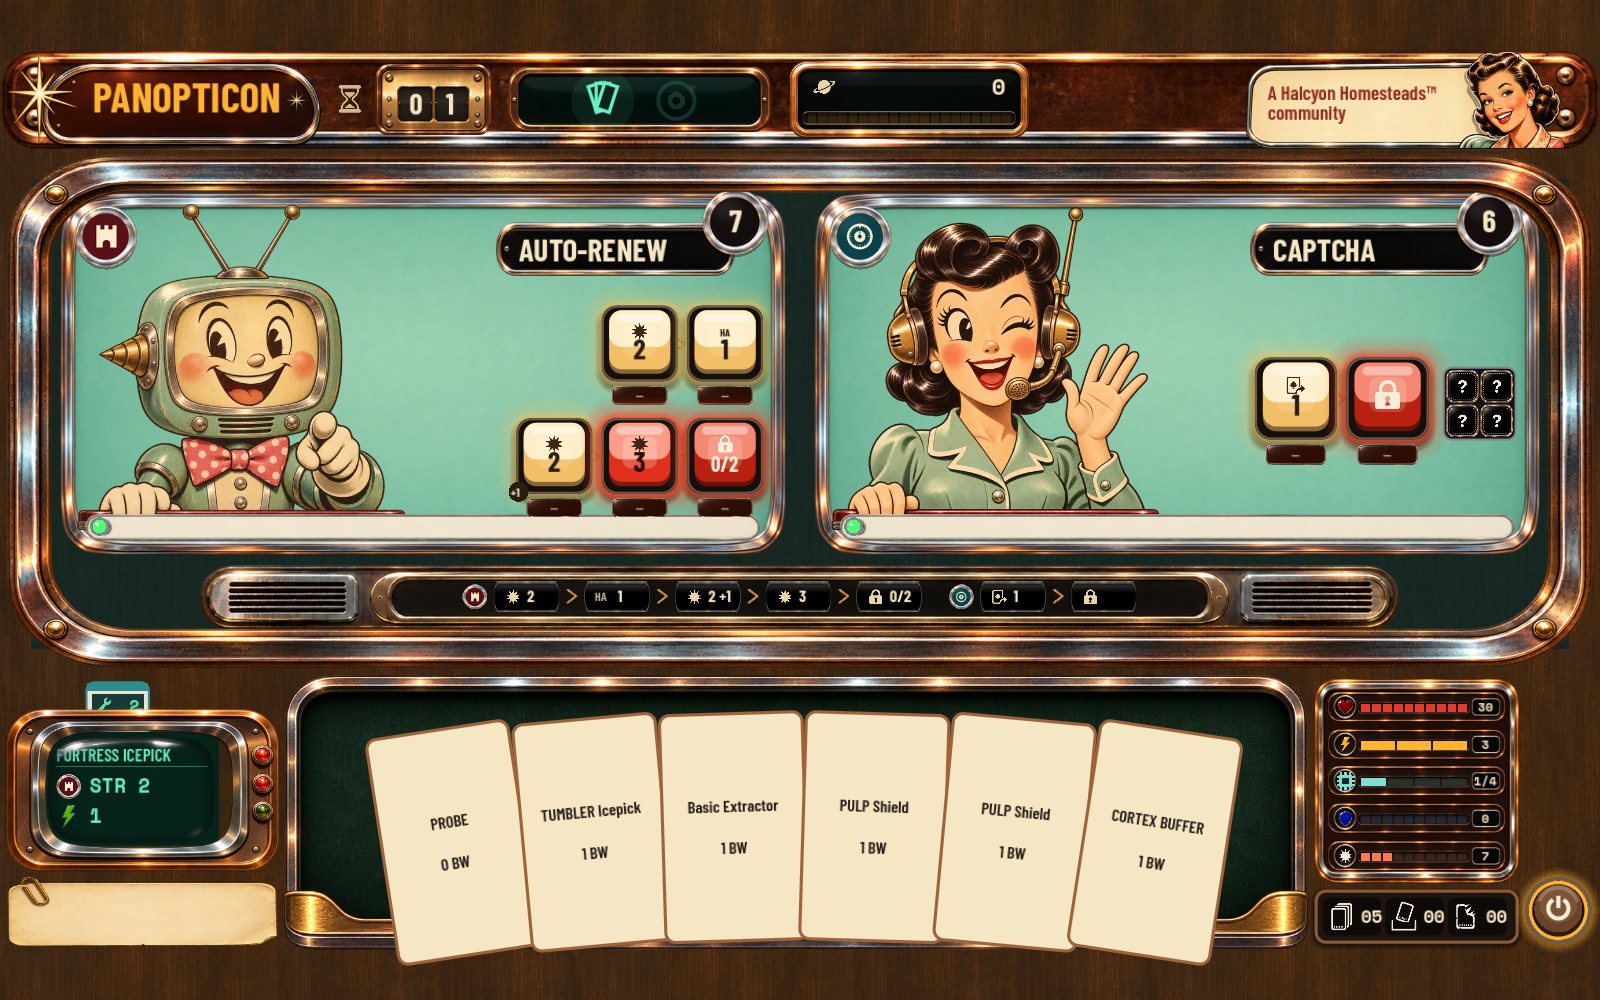 PANOPTICON
0 1
0
A Halcyon Homesteads™
community
7
AUTO-RENEW
2
HA
1
2
3
0/2
+1
6
CAPTCHA
1
? ?
? ?
2 > HA 1 > 2 +1 > 3 > 0/2
1 >
2
FORTRESS ICEPICK
STR 2
1
PROBE
0 BW
TUMBLER Icepick
1 BW
Basic Extractor
1 BW
PULP Shield
1 BW
PULP Shield
1 BW
CORTEX BUFFER
1 BW
30
3
1/4
0
7
05 00 00